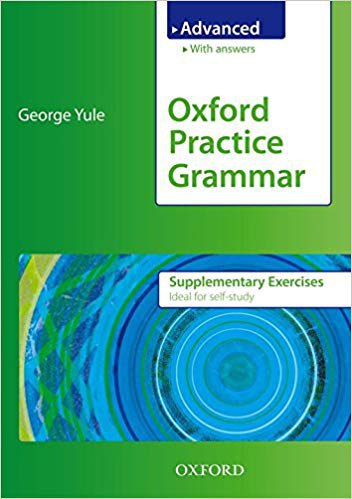 Advanced
With answers
George Yule
Oxford
Practice
Grammar
Supplementary Exercises
Ideal for self-study
OXFORD